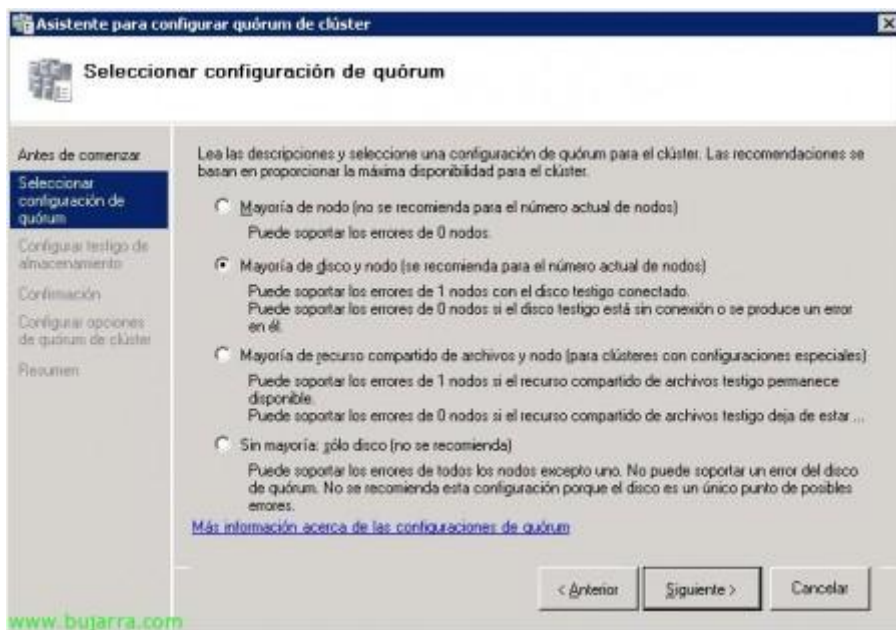 Asistente para configurar quórum de clúster
Seleccionar configuración de quórum
Antes de comenzar
Seleccionar
configuración de
quórum
Configurar testigo de
almacenamiento
Confirmación
Configurar opciones
de quórum de clúster
Resumen
Lea las descripciones y seleccione una configuración de quórum para el clúster. Las recomendaciones se
basan en proporcionar la máxima disponibilidad para el clúster.
Mayoría de nodo (no se recomienda para el número actual de nodos)
Puede soportar los errores de 0 nodos.
Mayoría de disco y nodo (se recomienda para el número actual de nodos)
Puede soportar los errores de 1 nodos con el disco testigo conectado.
Puede soportar los errores de 0 nodos si el disco testigo está sin conexión o se produce un error
en él.
Mayoría de recurso compartido de archivos y nodo (para clústeres con configuraciones especiales)
Puede soportar los errores de 1 nodos si el recurso compartido de archivos testigo permanece
disponible.
Puede soportar los errores de 0 nodos si el recurso compartido de archivos testigo deja de estar ...
Sin mayoría: sólo disco (no se recomienda)
Puede soportar los errores de todos los nodos excepto uno. No puede soportar un error del disco
de quórum. No se recomienda esta configuración porque el disco es un único punto de posibles
errores.
Más información acerca de las configuraciones de quórum
< Anterior
Siguiente >
Cancelar
www.bujarra.com